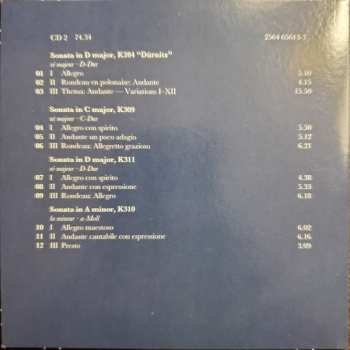 CD 2 74.34 2564 65615-7
Sonata in D major, K284 "Dürnitz"
ré majeur · D-Dur
01 I Allegro 5.10
02 II Rondeau en polonaise: Andante 4.15
03 III Thema: Andante — Variations I-XII 15.50
Sonata in C major, K309
ut majeur · C-Dur
04 I Allegro con spirito 5.50
05 II Andante un poco adagio 5.12
06 III Rondeau: Allegretto grazioso 6.21
Sonata in D major, K311
ré majeur · D-Dur
07 I Allegro con spirito 4.38
08 II Andante con espressione 5.33
09 III Rondeau: Allegro 6.18
Sonata in A minor, K310
la mineur · a-Moll
10 I Allegro maestoso 6.02
11 II Andante cantabile con espressione 6.16
12 III Presto 3.09